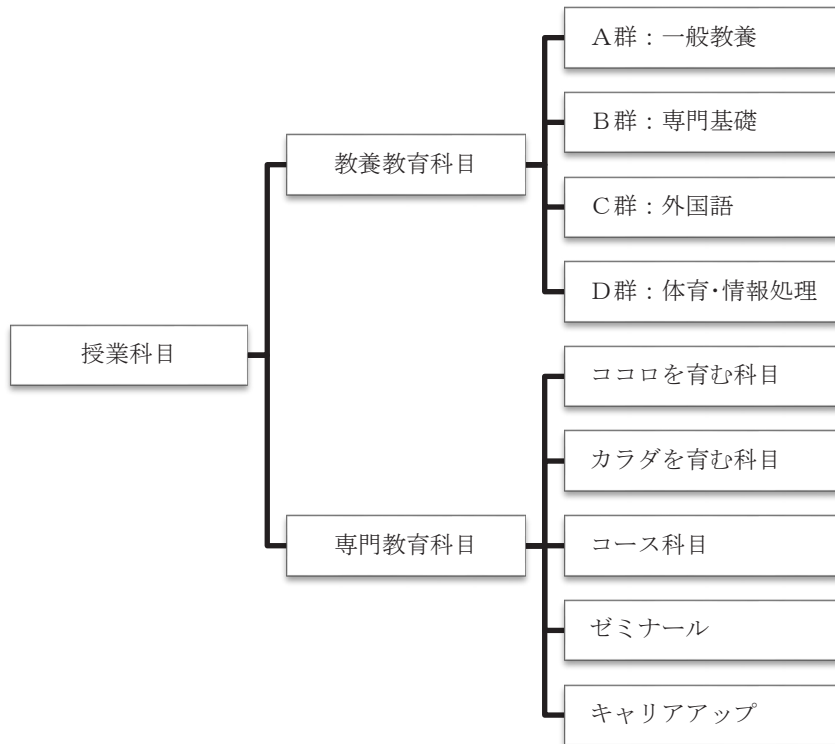 Ａ群：一般教養
Ｂ群：専門基礎
教養教育科目
Ｃ群：外国語
Ｄ群：体育･情報処理
授業科目
ココロを育む科目
カラダを育む科目
専門教育科目
コース科目
ゼミナール
キャリアアップ